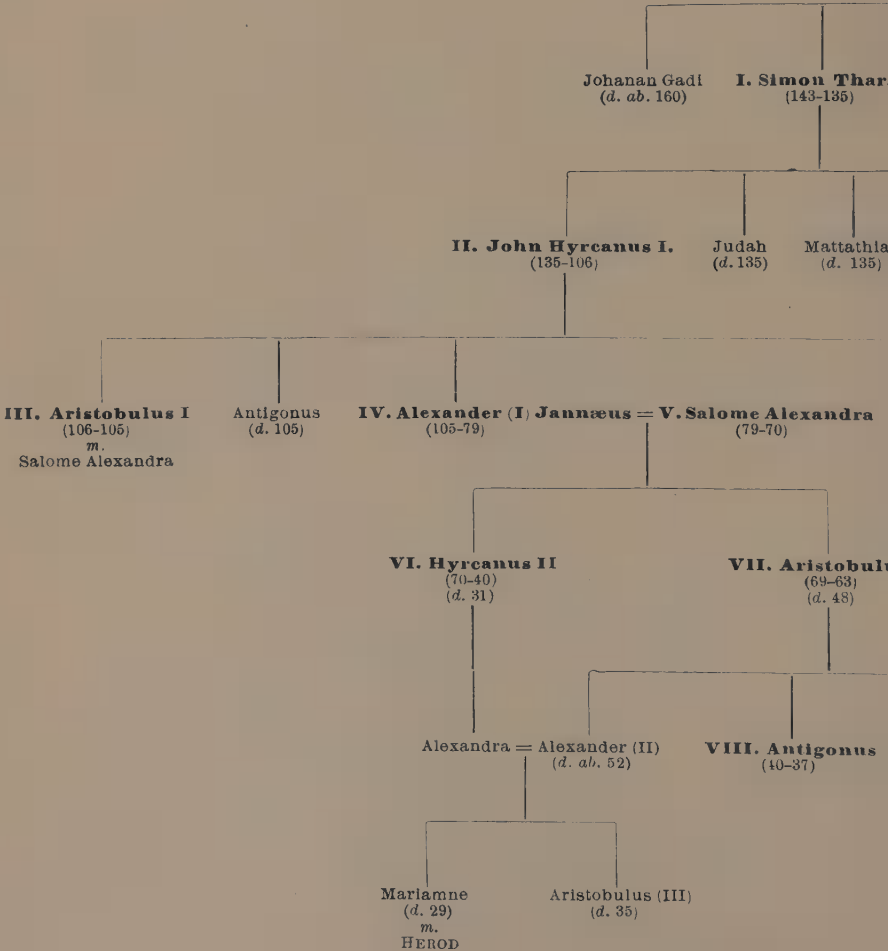 Johanan Gadi I. Simon Thar
(d. ab. 160) (143-135)
II. John Hyrcanus I. Judah Mattathia
(135-106) (d. 135) (d. 135)
III. Aristobulus I Antigonus IV. Alexander (I) Jannæus = V. Salome Alexandra
(106-105) (d. 105) (105-79) (79-70)
m.
Salome Alexandra
VI. Hyrcanus II VII. Aristobulu
(70-40) (69-63)
(d. 31) (d. 48)
Alexandra = Alexander (II) VIII. Antigonus
(d. ab. 52) (40-37)
Mariamne Aristobulus (III)
(d. 29) (d. 35)
m.
HEROD